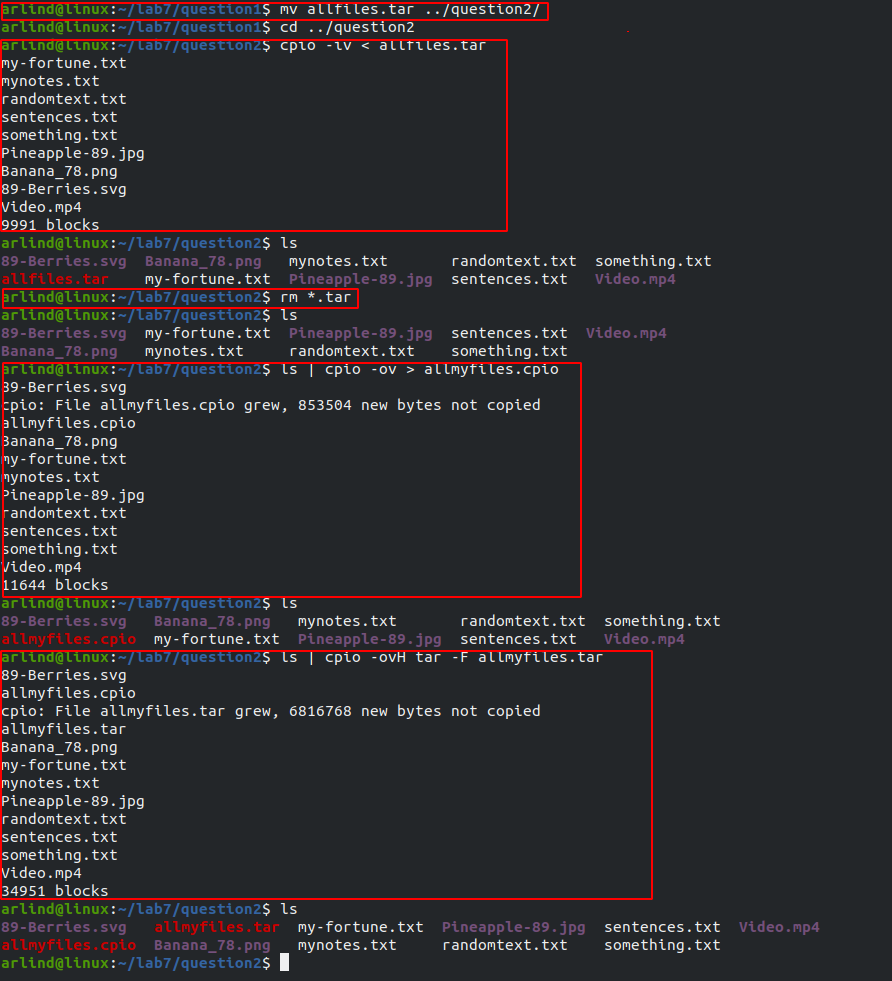 arlind@linux:~/lab7/question1$ mv allfiles.tar ../question2/
arlind@linux:~/lab7/question1$ cd ../question2
arlind@linux:~/lab7/question2$ cpio -iv < allfiles.tar
my-fortune.txt
mynotes.txt
randomtext.txt
sentences.txt
something.txt
Pineapple-89.jpg
Banana_78.png
89-Berries.svg
Video.mp4
9991 blocks
arlind@linux:~/lab7/question2$ ls
89-Berries.svg  Banana_78.png   mynotes.txt       randomtext.txt  something.txt
allfiles.tar    my-fortune.txt  Pineapple-89.jpg  sentences.txt   Video.mp4
arlind@linux:~/lab7/question2$ rm *.tar
arlind@linux:~/lab7/question2$ ls
89-Berries.svg  my-fortune.txt  Pineapple-89.jpg  sentences.txt  Video.mp4
Banana_78.png   mynotes.txt     randomtext.txt    something.txt
arlind@linux:~/lab7/question2$ ls | cpio -ov > allmyfiles.cpio
89-Berries.svg
cpio: File allmyfiles.cpio grew, 853504 new bytes not copied
allmyfiles.cpio
Banana_78.png
my-fortune.txt
mynotes.txt
Pineapple-89.jpg
randomtext.txt
sentences.txt
something.txt
Video.mp4
11644 blocks
arlind@linux:~/lab7/question2$ ls
89-Berries.svg   Banana_78.png   mynotes.txt       randomtext.txt  something.txt
allmyfiles.cpio  my-fortune.txt  Pineapple-89.jpg  sentences.txt   Video.mp4
arlind@linux:~/lab7/question2$ ls | cpio -ovH tar -F allmyfiles.tar
89-Berries.svg
allmyfiles.cpio
cpio: File allmyfiles.tar grew, 6816768 new bytes not copied
allmyfiles.tar
Banana_78.png
my-fortune.txt
mynotes.txt
Pineapple-89.jpg
randomtext.txt
sentences.txt
something.txt
Video.mp4
34951 blocks
arlind@linux:~/lab7/question2$ ls
89-Berries.svg   allmyfiles.tar  my-fortune.txt  Pineapple-89.jpg  sentences.txt  Video.mp4
allmyfiles.cpio  Banana_78.png   mynotes.txt     randomtext.txt    something.txt
arlind@linux:~/lab7/question2$